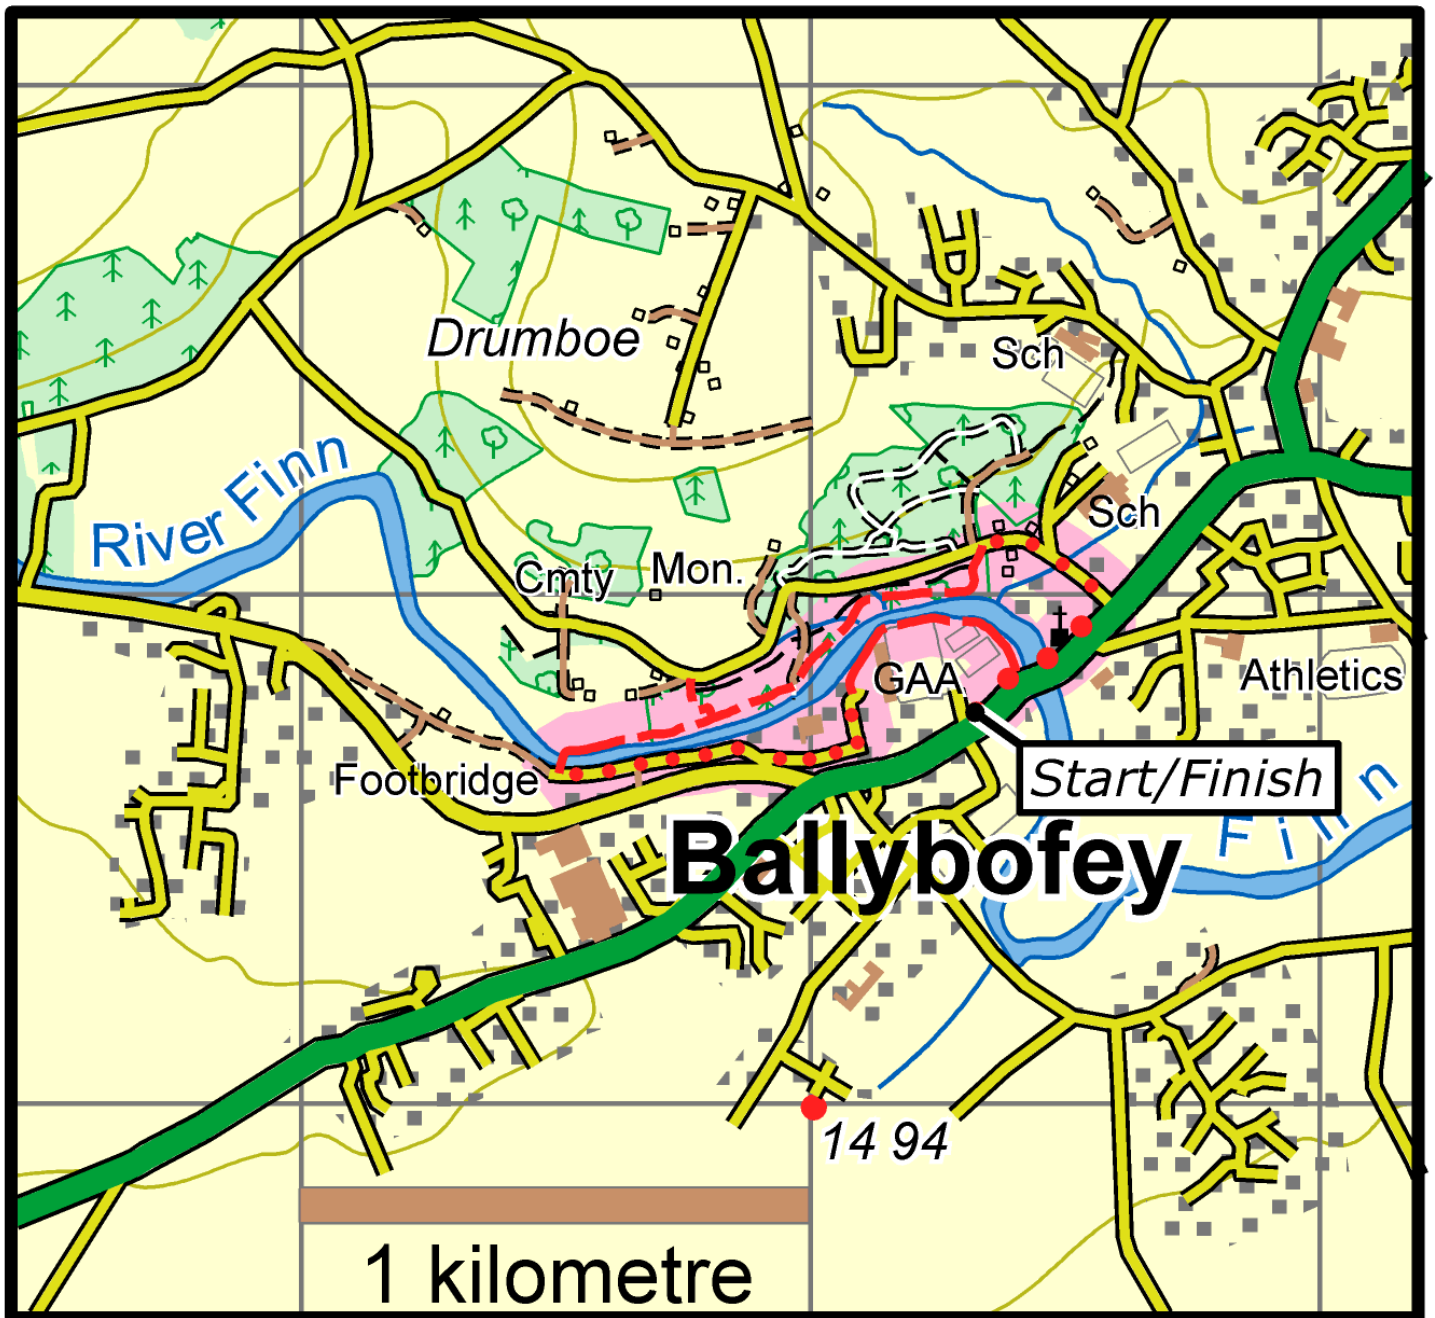 Drumboe
Sch
River Finn
Sch
Cmty
Mon.
GAA
Athletics
Footbridge
Start/Finish
Finn
Ballybofey
14 94
1 kilometre